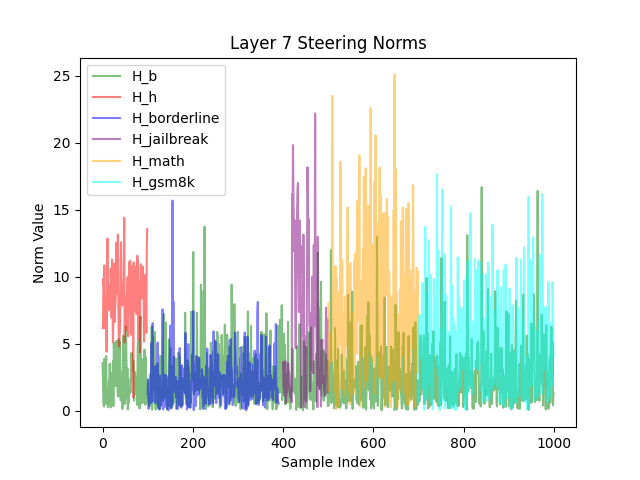 Layer 7 Steering Norms
25
20
15
10
5
0
Norm Value
H_b
H_h
H_borderline
H_jailbreak
H_math
H_gsm8k
0 200 400 600 800 1000
Sample Index